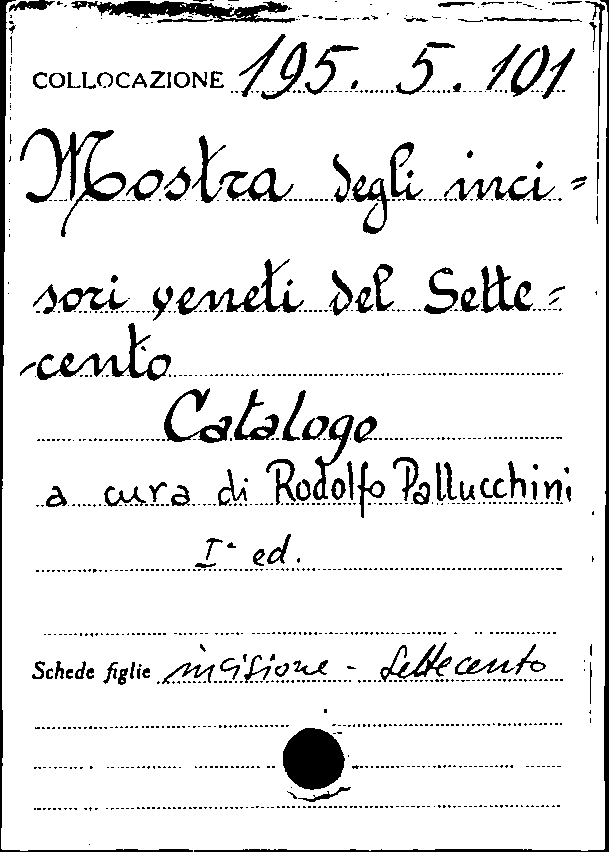 COLLOCAZIONE 195. 5. 101
Mostra degli inci=
sori veneti del Sette=
-cento
Catalogo
a cura di Rodolfo Pallucchini
Iª ed.
Schede figlie incisione - Settecento